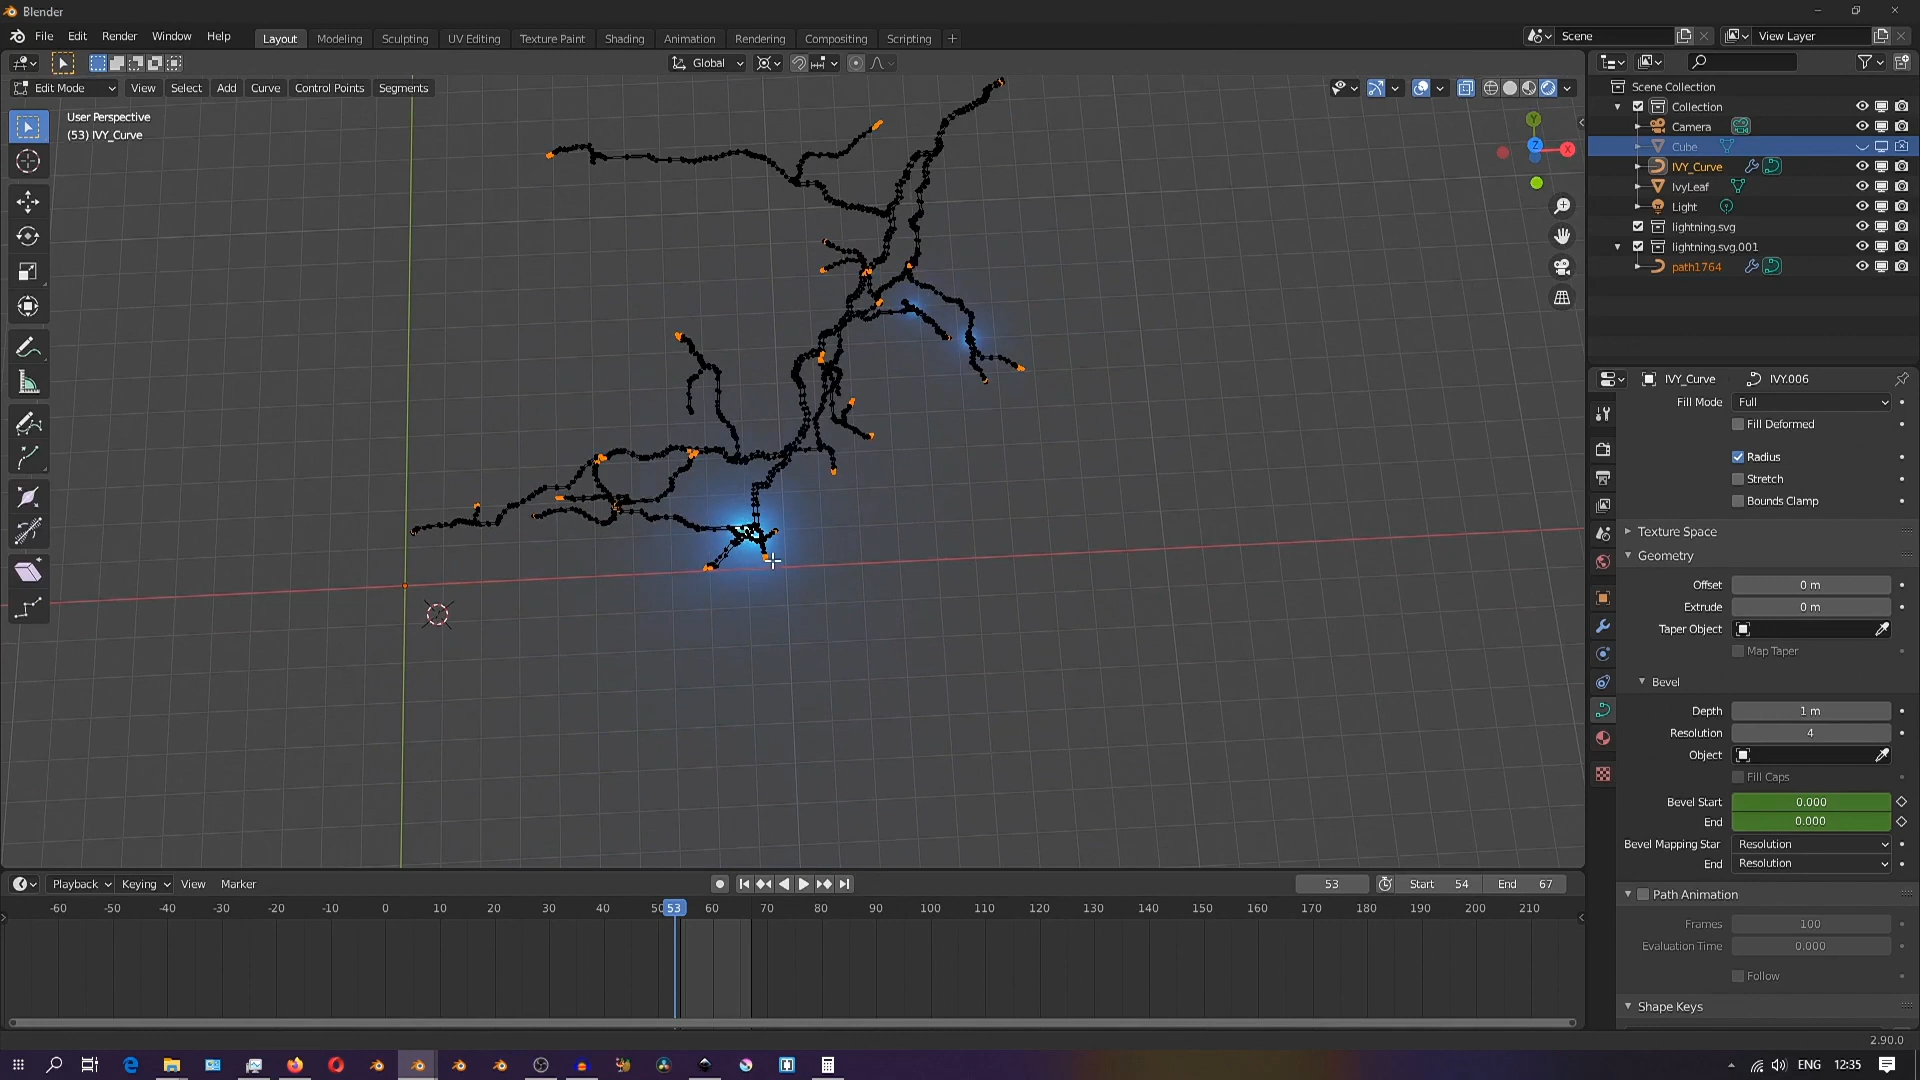 Blender
File Edit Render Window Help
Layout Modeling Sculpting UV Editing Texture Paint Shading Animation Rendering Compositing Scripting +
Scene
View Layer
Global
Edit Mode View Select Add Curve Control Points Segments
User Perspective
(53) IVY_Curve
Y
Z
X
Scene Collection
Collection
Camera
Cube
IVY_Curve
IvyLeaf
Light
lightning.svg
lightning.svg.001
path1764
IVY_Curve IVY.006
Fill Mode Full
Fill Deformed
Radius
Stretch
Bounds Clamp
Texture Space
Geometry
Offset 0 m
Extrude 0 m
Taper Object
Map Taper
Bevel
Depth 1 m
Resolution 4
Object
Fill Caps
Bevel Start 0.000
End 0.000
Bevel Mapping Star Resolution
End Resolution
Path Animation
Frames 100
Evaluation Time 0.000
Follow
Shape Keys
Playback Keying View Marker
53 Start 54 End 67
-60 -50 -40 -30 -20 -10 0 10 20 30 40 50 53 60 70 80 90 100 110 120 130 140 150 160 170 180 190 200 210
2.90.0
ENG 12:35